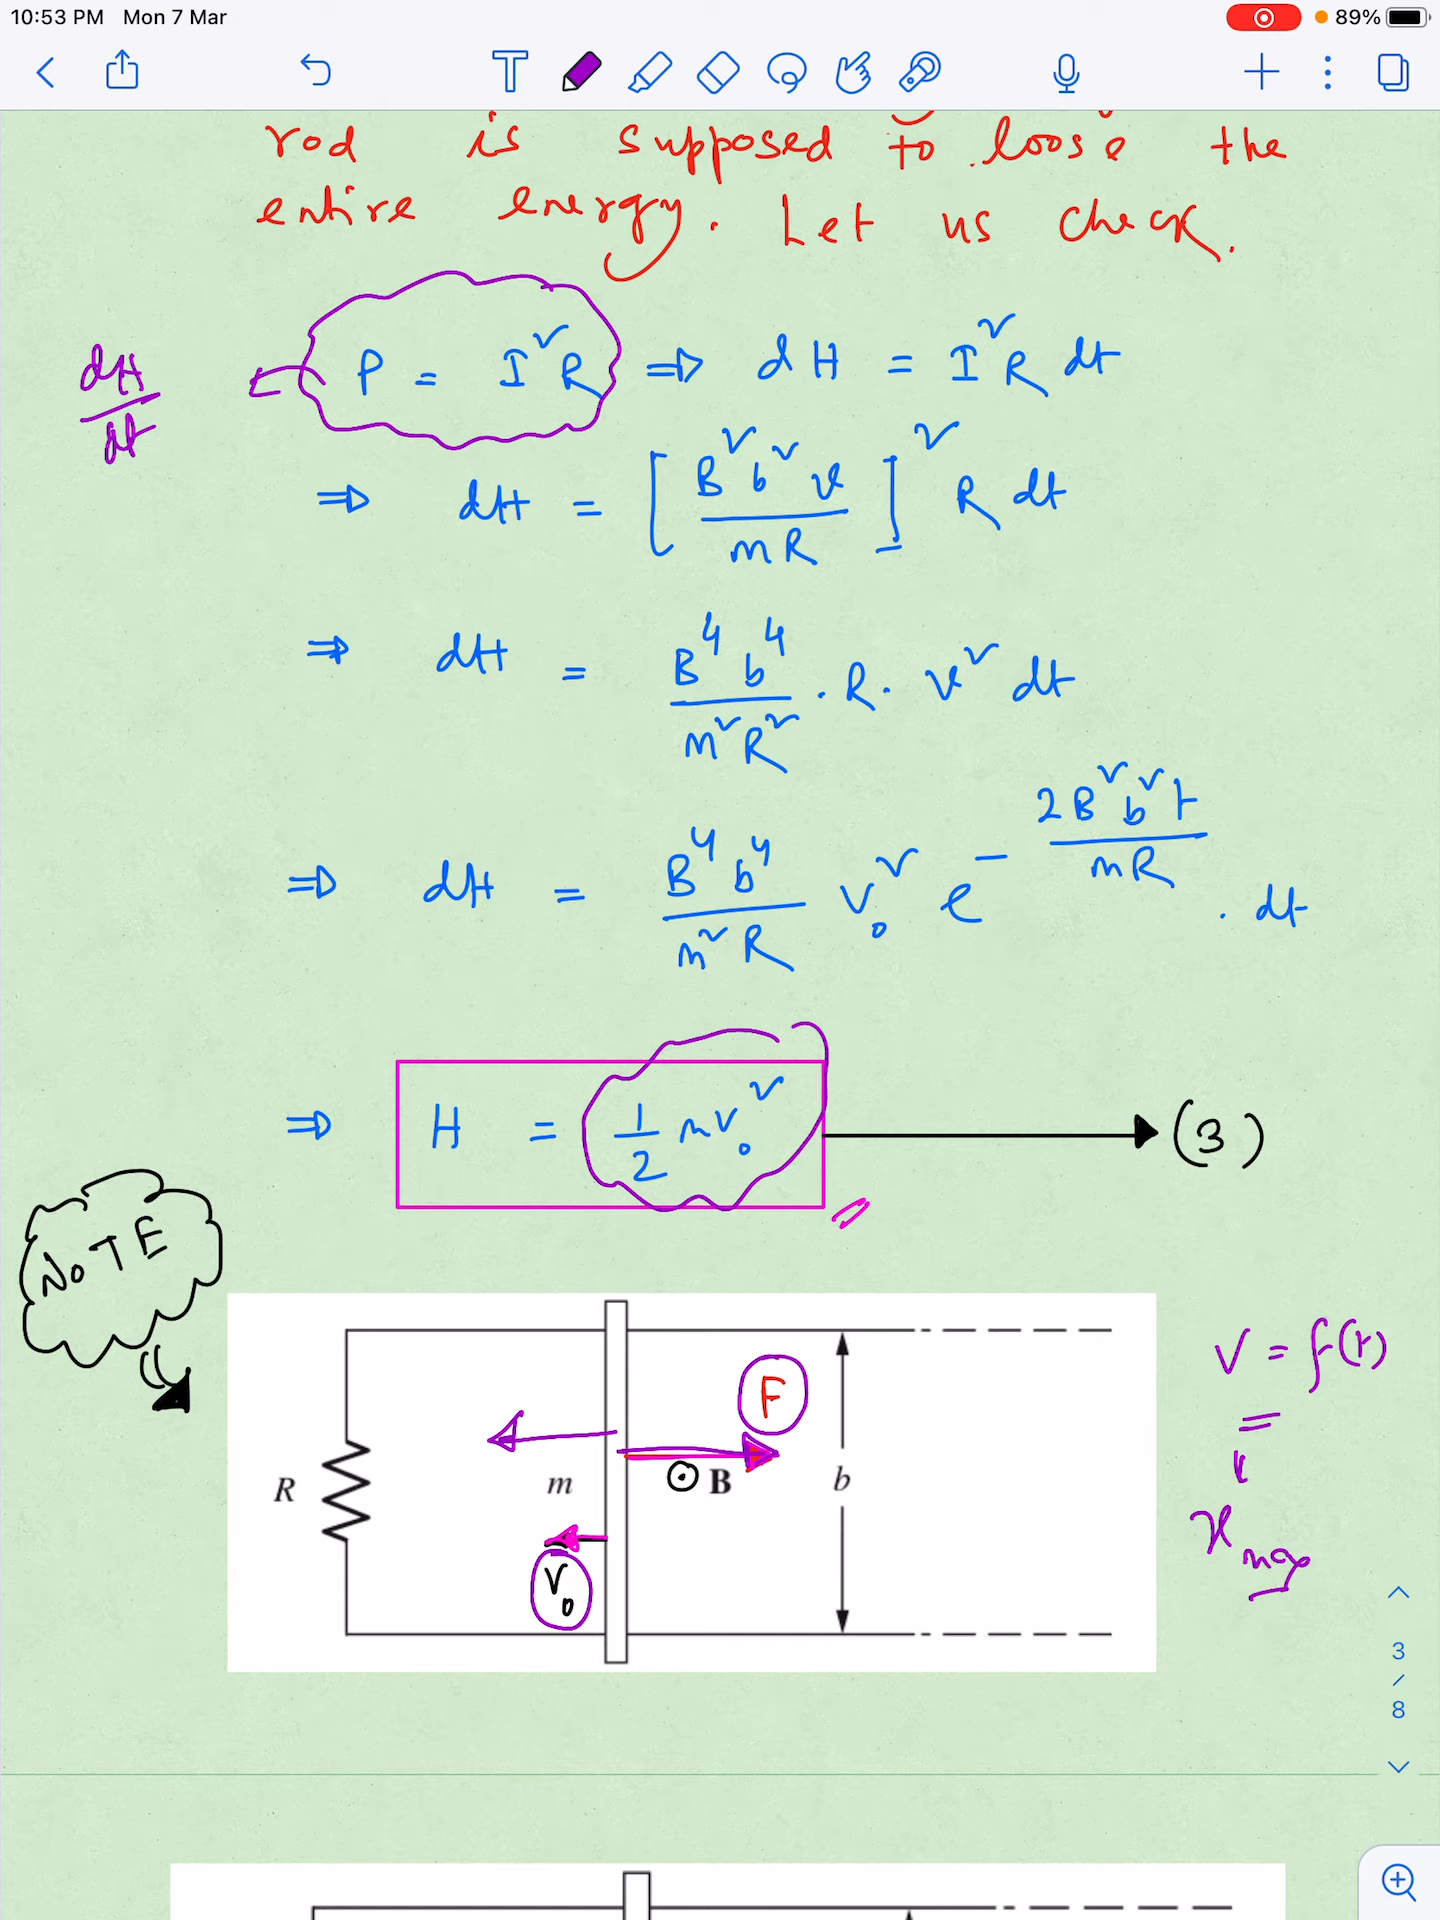 10:53 PM Mon 7 Mar 89%
rod is supposed to loose the
entire energy. Let us check.
dH/dt ← P = I²R ⇒ dH = I²R dt
⇒ dH = [B²b²v / mR]² R dt
⇒ dH = B⁴b⁴ / m²R² · R · v² dt
⇒ dH = B⁴b⁴ / m²R v₀² e^(- 2B²b²t / mR) · dt
⇒ H = 1/2 mv₀² → (3)
NOTE
V = f(t)
F
R m B b
x max
V₀
3
/
8